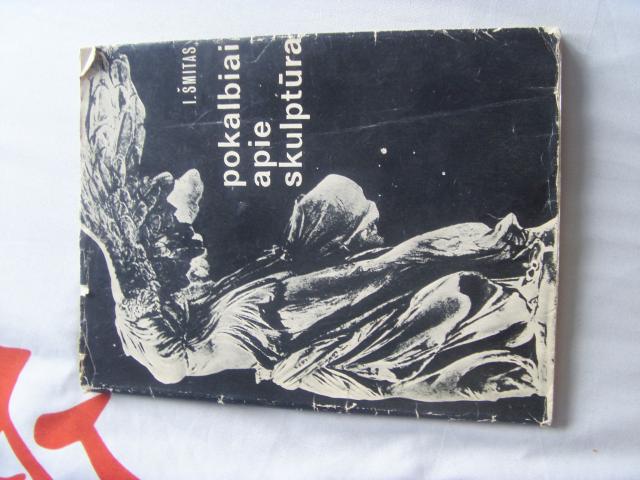 I. ŠMITAS
pokalbiai
apie
skulptūrą